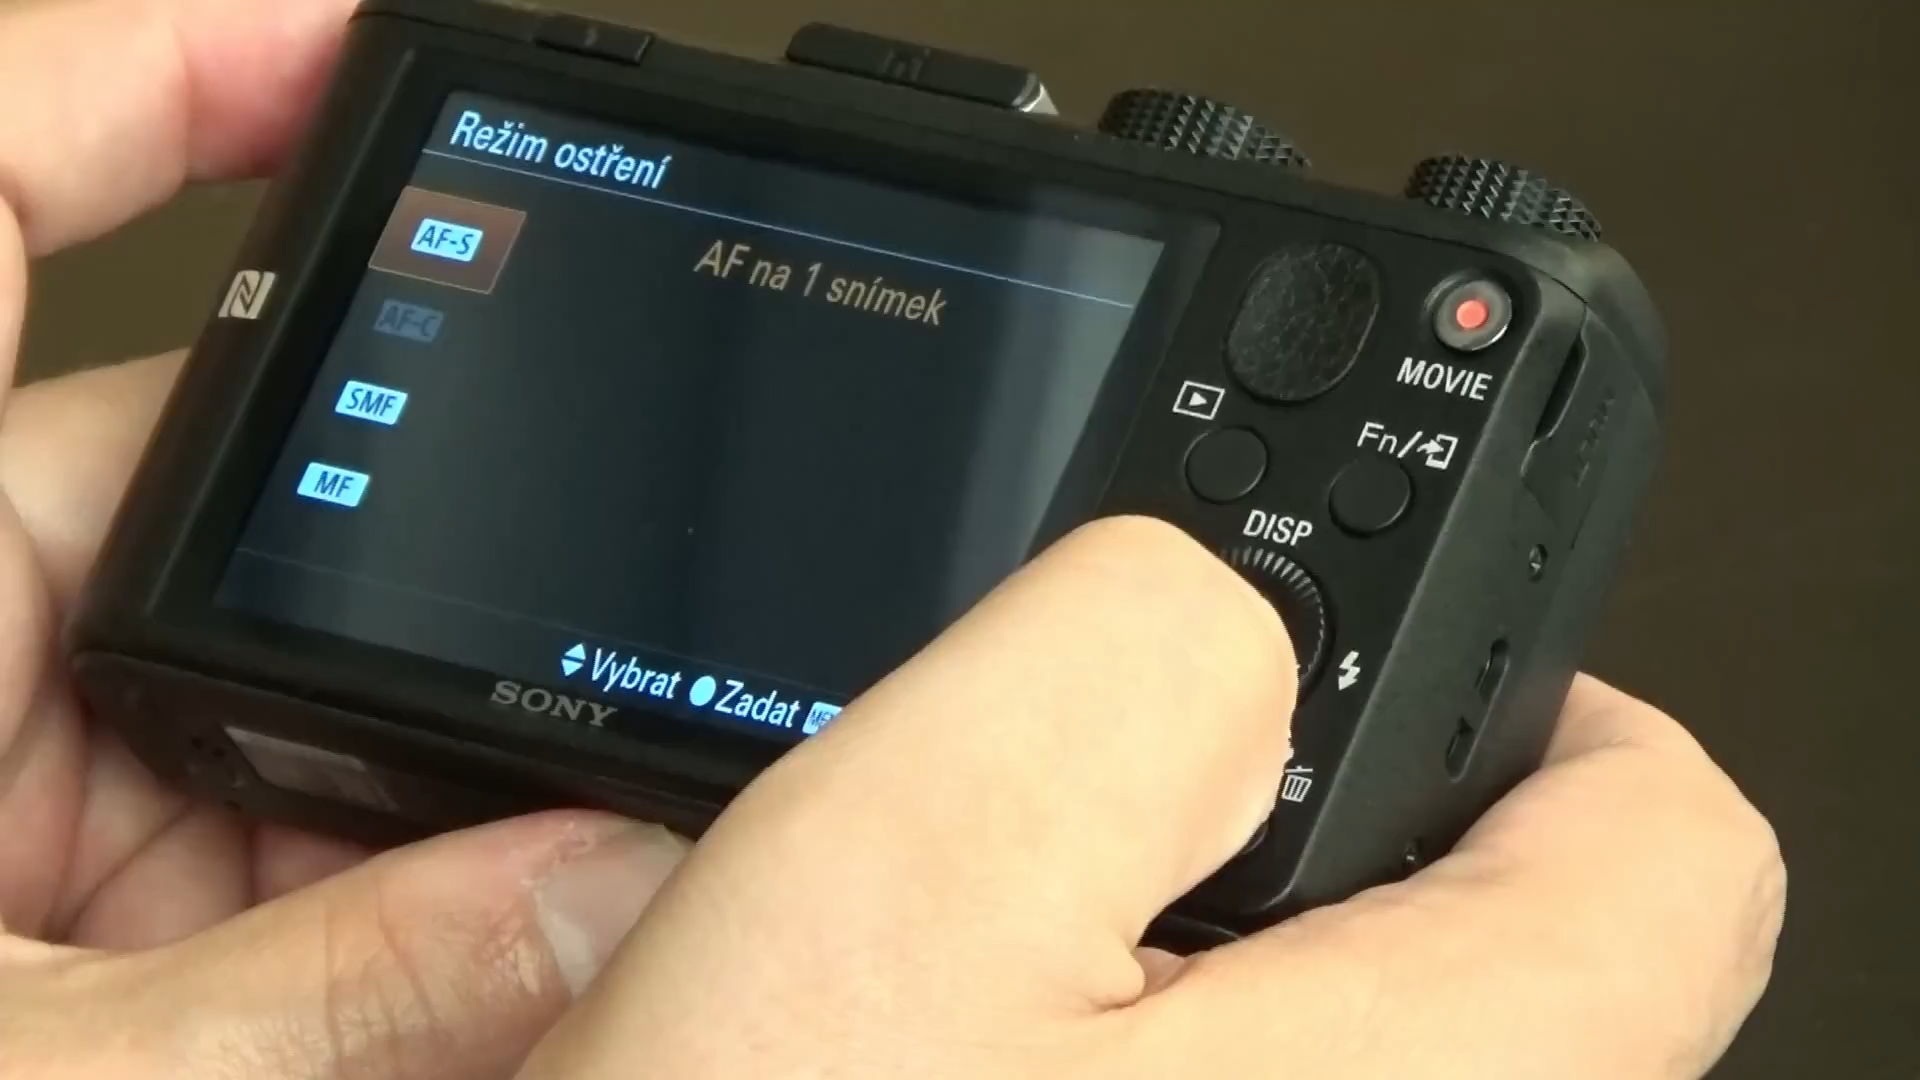 Režim ostření
AF-S
AF na 1 snímek
AF-C
SMF
MF
Vybrat Zadat
SONY
MOVIE
Fn/
DISP